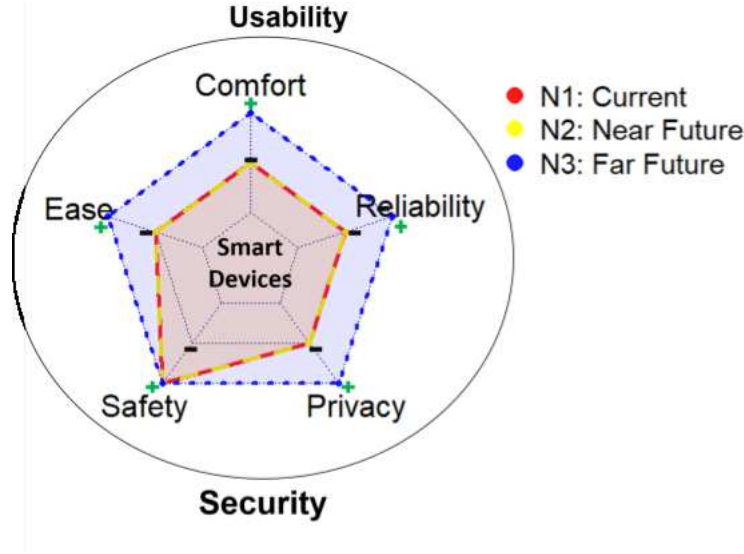 Usability
Comfort
N1: Current
N2: Near Future
N3: Far Future
Ease
Reliability
Smart
Devices
Safety
Privacy
Security